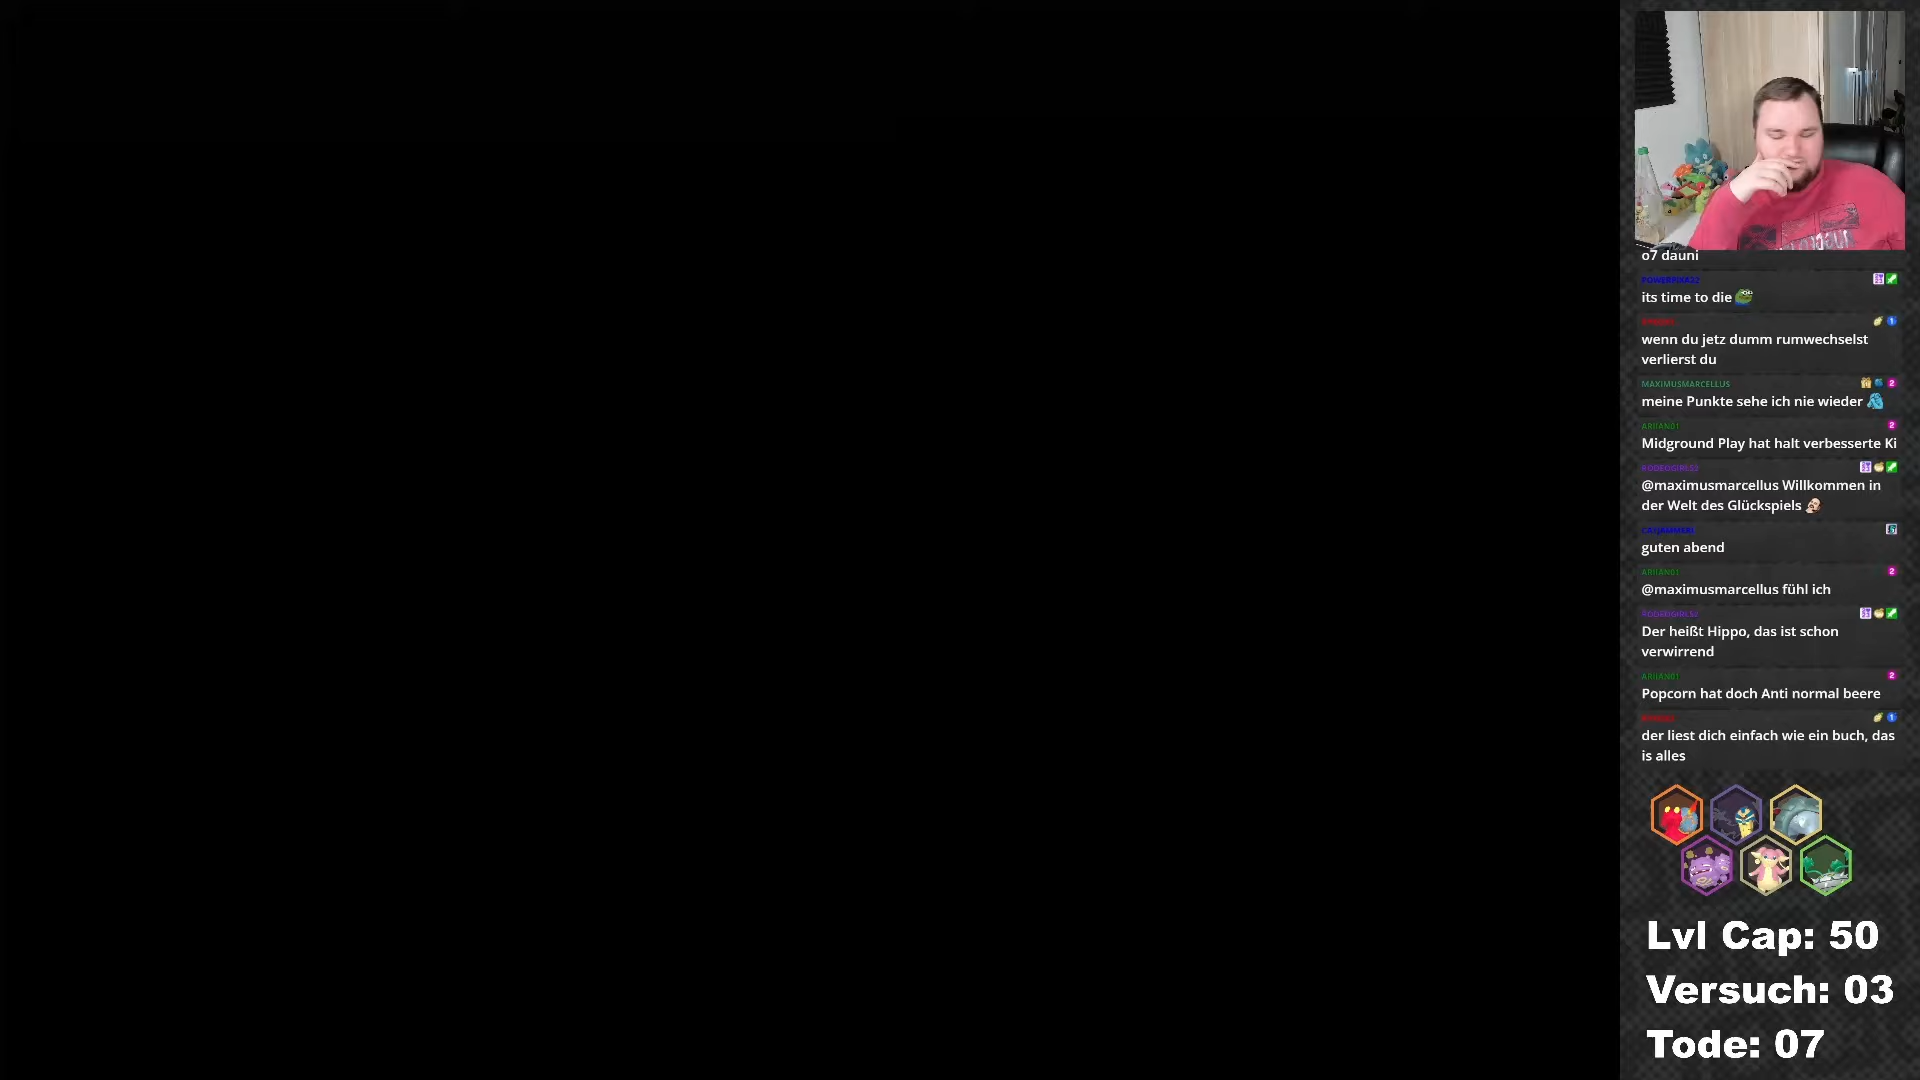 o7 dauni
its time to die
wenn du jetz dumm rumwechselst
verlierst du
MAXIMUSMARCELLUS
meine Punkte sehe ich nie wieder
ARIIAN01
Midground Play hat halt verbesserte Ki
@maximusmarcellus Willkommen in
der Welt des Glückspiels
guten abend
ARIIAN01
@maximusmarcellus fühl ich
Der heißt Hippo, das ist schon
verwirrend
ARIIAN01
Popcorn hat doch Anti normal beere
der liest dich einfach wie ein buch, das
is alles
Lvl Cap: 50
Versuch: 03
Tode: 07